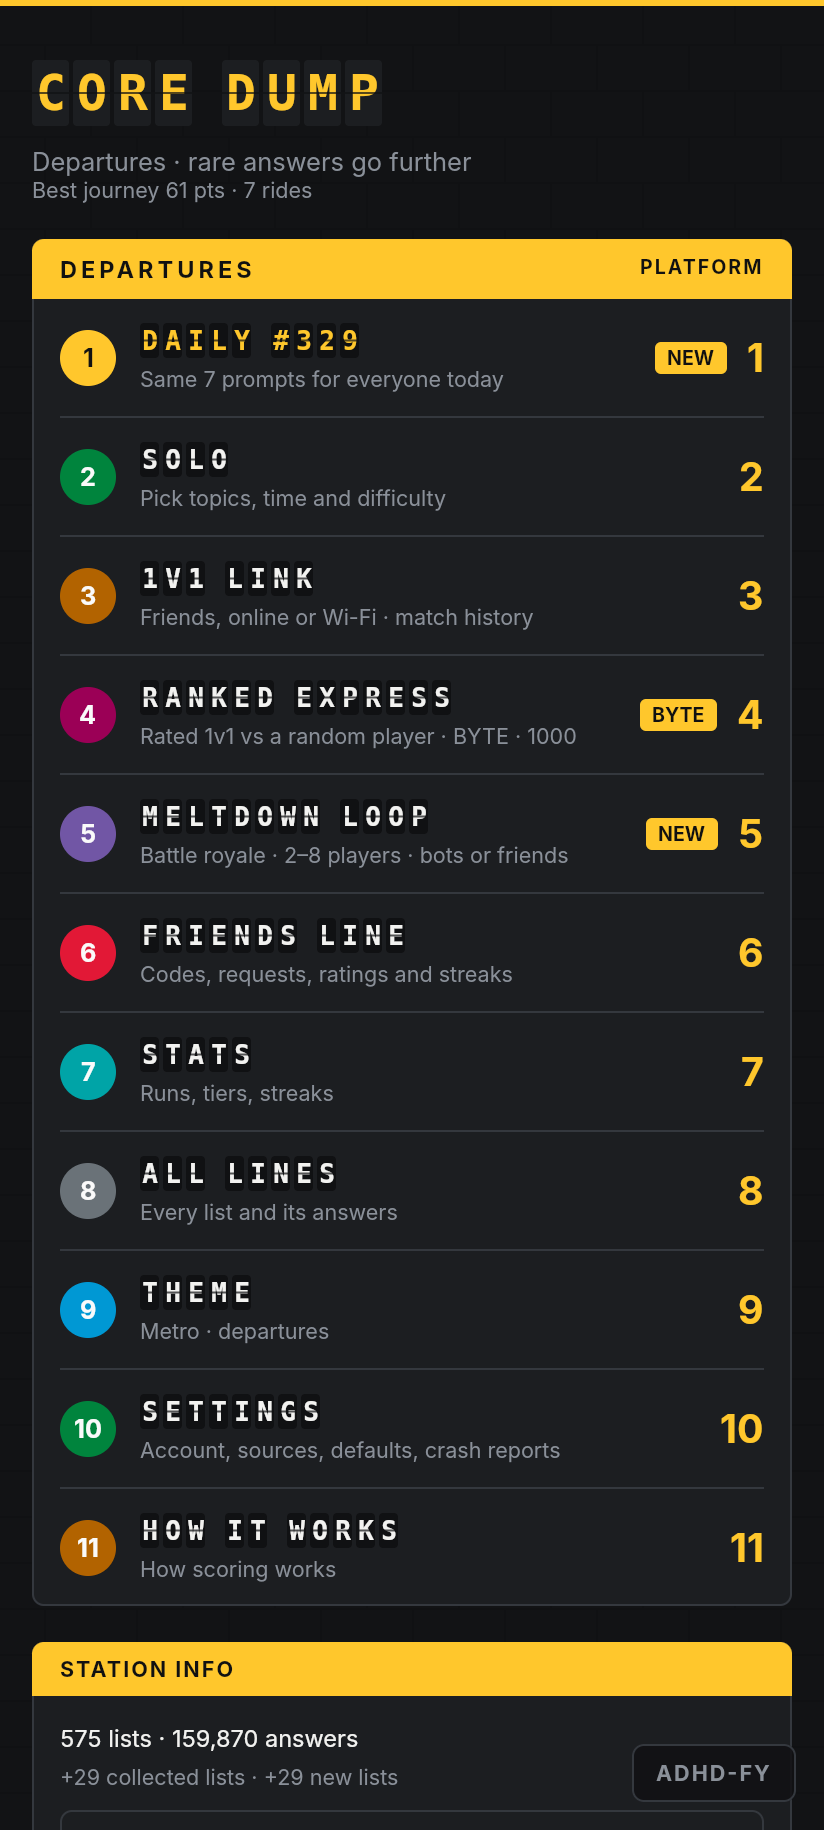 CORE DUMP
Departures · rare answers go further
Best journey 61 pts · 7 rides
DEPARTURES PLATFORM
1 DAILY #329 NEW 1
Same 7 prompts for everyone today
2 SOLO 2
Pick topics, time and difficulty
3 1V1 LINK 3
Friends, online or Wi-Fi · match history
4 RANKED EXPRESS BYTE 4
Rated 1v1 vs a random player · BYTE · 1000
5 MELTDOWN LOOP NEW 5
Battle royale · 2–8 players · bots or friends
6 FRIENDS LINE 6
Codes, requests, ratings and streaks
7 STATS 7
Runs, tiers, streaks
8 ALL LINES 8
Every list and its answers
9 THEME 9
Metro · departures
10 SETTINGS 10
Account, sources, defaults, crash reports
11 HOW IT WORKS 11
How scoring works
STATION INFO
575 lists · 159,870 answers
+29 collected lists · +29 new lists
ADHD-FY